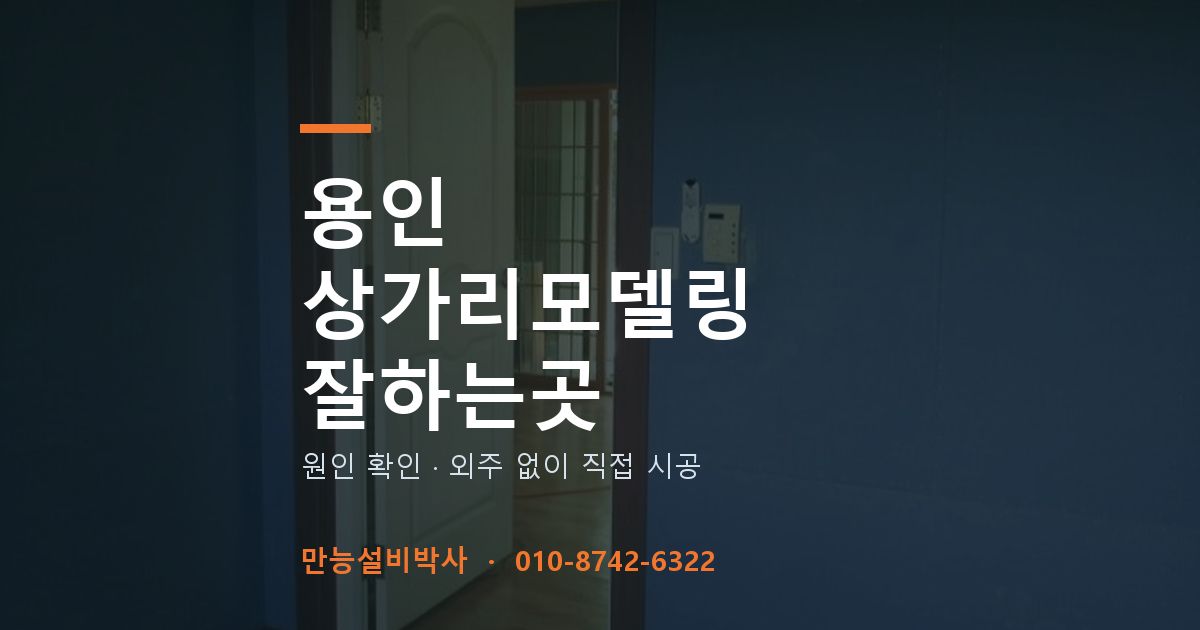 용인
상가리모델링
잘하는곳
원인 확인 · 외주 없이 직접 시공
만능설비박사 · 010-8742-6322